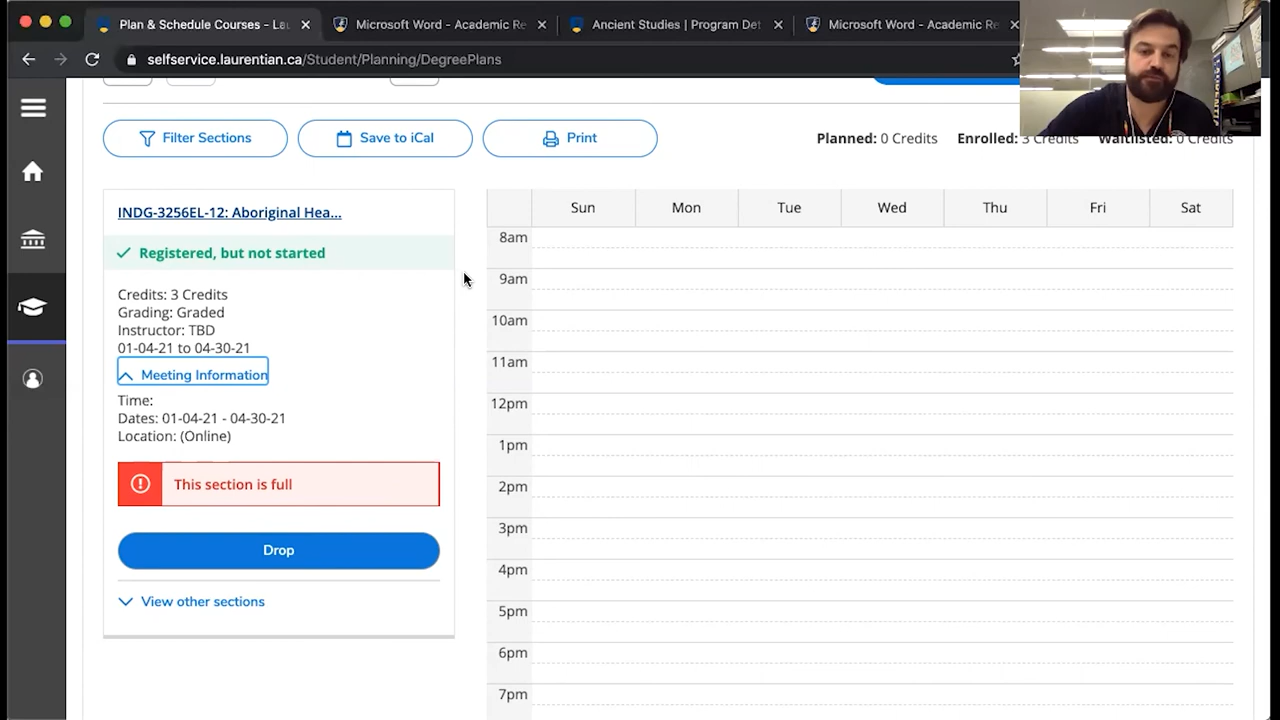 Plan & Schedule Courses - Lau
Microsoft Word - Academic Re
Ancient Studies | Program Det
Microsoft Word - Academic Re
selfservice.laurentian.ca/Student/Planning/DegreePlans
Filter Sections
Save to iCal
Print
Planned: 0 Credits
Enrolled: 3 Credits
Waitlisted: 0 Credits
INDG-3256EL-12: Aboriginal Hea...
Registered, but not started
Credits: 3 Credits
Grading: Graded
Instructor: TBD
01-04-21 to 04-30-21
Meeting Information
Time:
Dates: 01-04-21 - 04-30-21
Location: (Online)
This section is full
Drop
View other sections
Sun Mon Tue Wed Thu Fri Sat
8am
9am
10am
11am
12pm
1pm
2pm
3pm
4pm
5pm
6pm
7pm